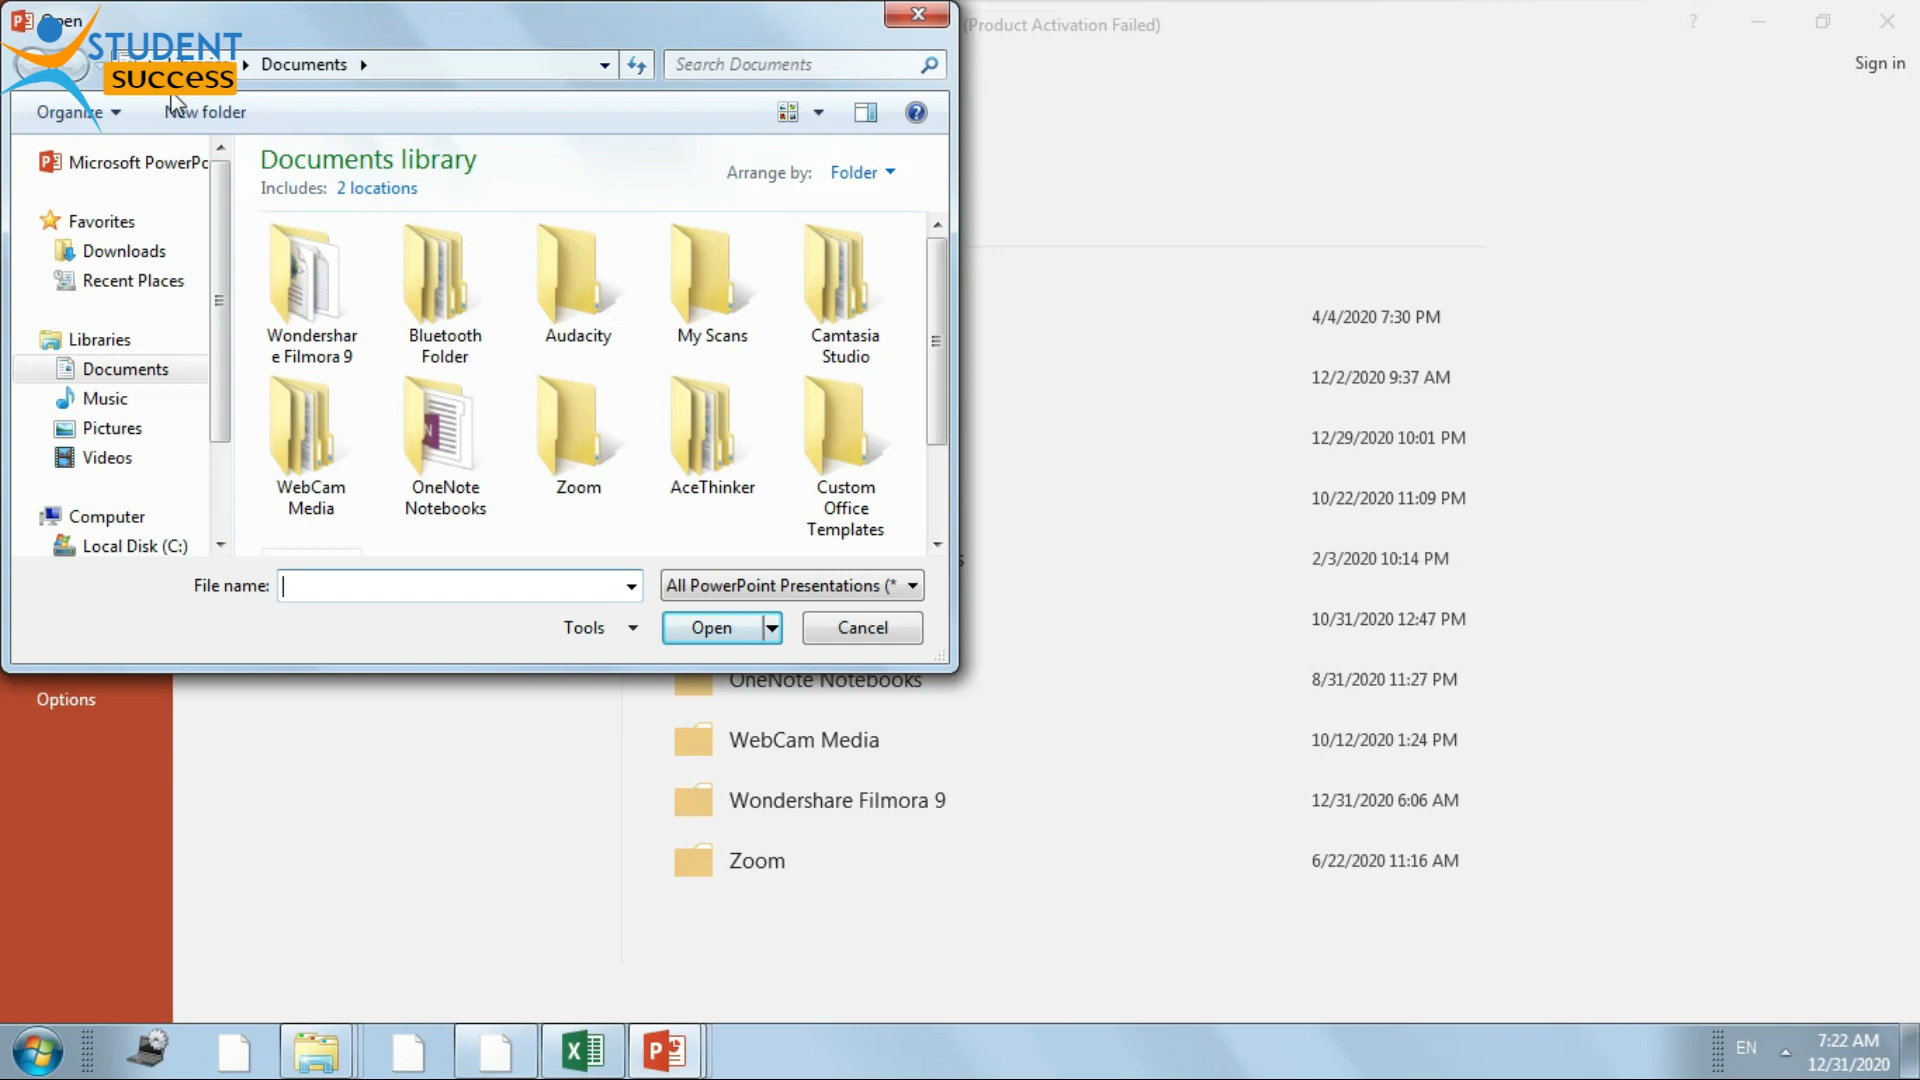 Open
(Product Activation Failed)
Sign in
STUDENT
success
Documents
Search Documents
Organize
New folder
Microsoft PowerPo
Documents library
Includes: 2 locations
Arrange by: Folder
Favorites
Downloads
Recent Places
Libraries
Documents
Music
Pictures
Videos
Computer
Local Disk (C:)
Wondershar
e Filmora 9
Bluetooth
Folder
Audacity
My Scans
Camtasia
Studio
WebCam
Media
OneNote
Notebooks
Zoom
AceThinker
Custom
Office
Templates
File name:
All PowerPoint Presentations (*
Tools
Open
Cancel
4/4/2020 7:30 PM
12/2/2020 9:37 AM
12/29/2020 10:01 PM
10/22/2020 11:09 PM
2/3/2020 10:14 PM
10/31/2020 12:47 PM
OneNote Notebooks 8/31/2020 11:27 PM
WebCam Media 10/12/2020 1:24 PM
Wondershare Filmora 9 12/31/2020 6:06 AM
Zoom 6/22/2020 11:16 AM
Options
EN
7:22 AM
12/31/2020